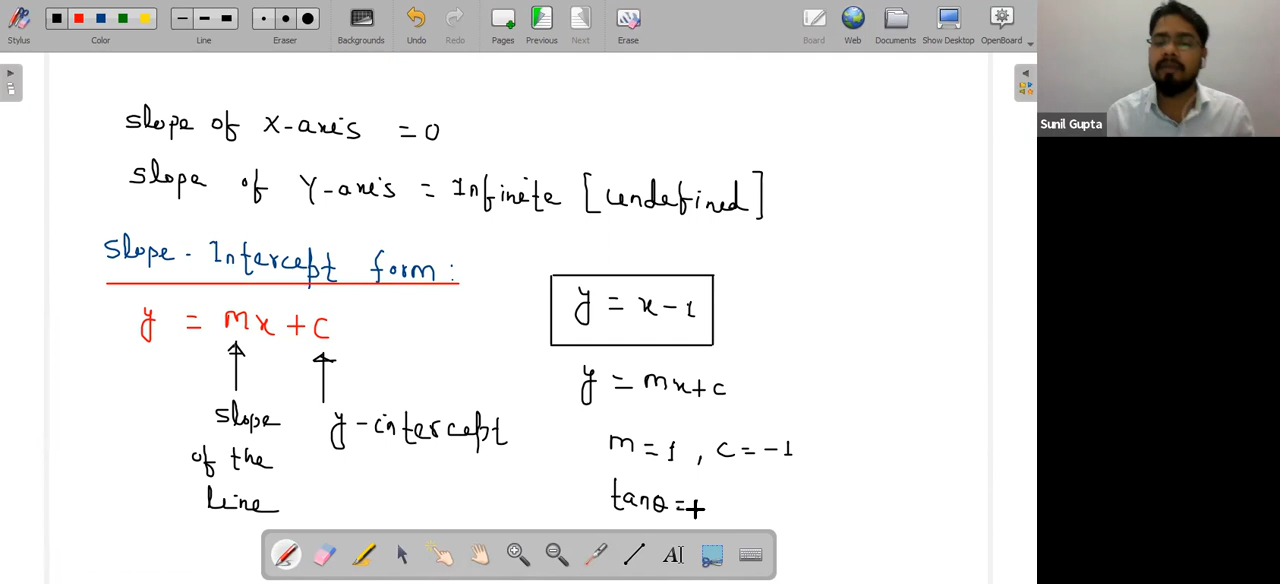 Stylus Color Line Eraser Backgrounds Undo Redo Pages Previous Next Erase Board Web Documents Show Desktop OpenBoard
Sunil Gupta
slope of X-axis = 0
slope of Y-axis = Infinite [undefined]
Slope - Intercept form:
y = mx + c
slope
of the
line
y-intercept
y = x - 1
y = mx + c
m = 1, c = -1
tanθ =
AI